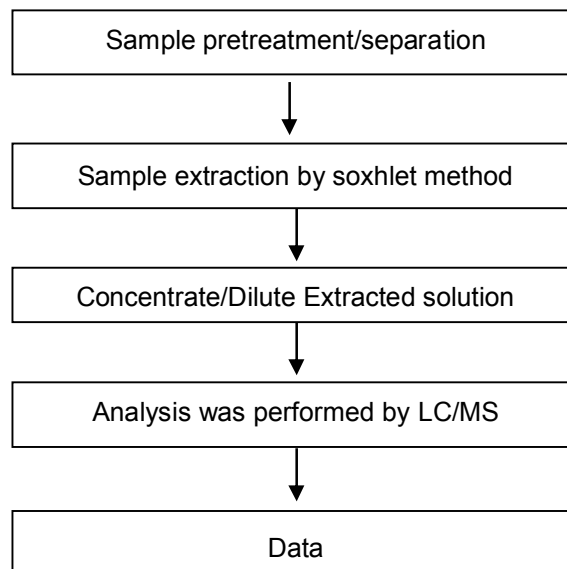 Sample pretreatment/separation
Sample extraction by soxhlet method
Concentrate/Dilute Extracted solution
Analysis was performed by LC/MS
Data